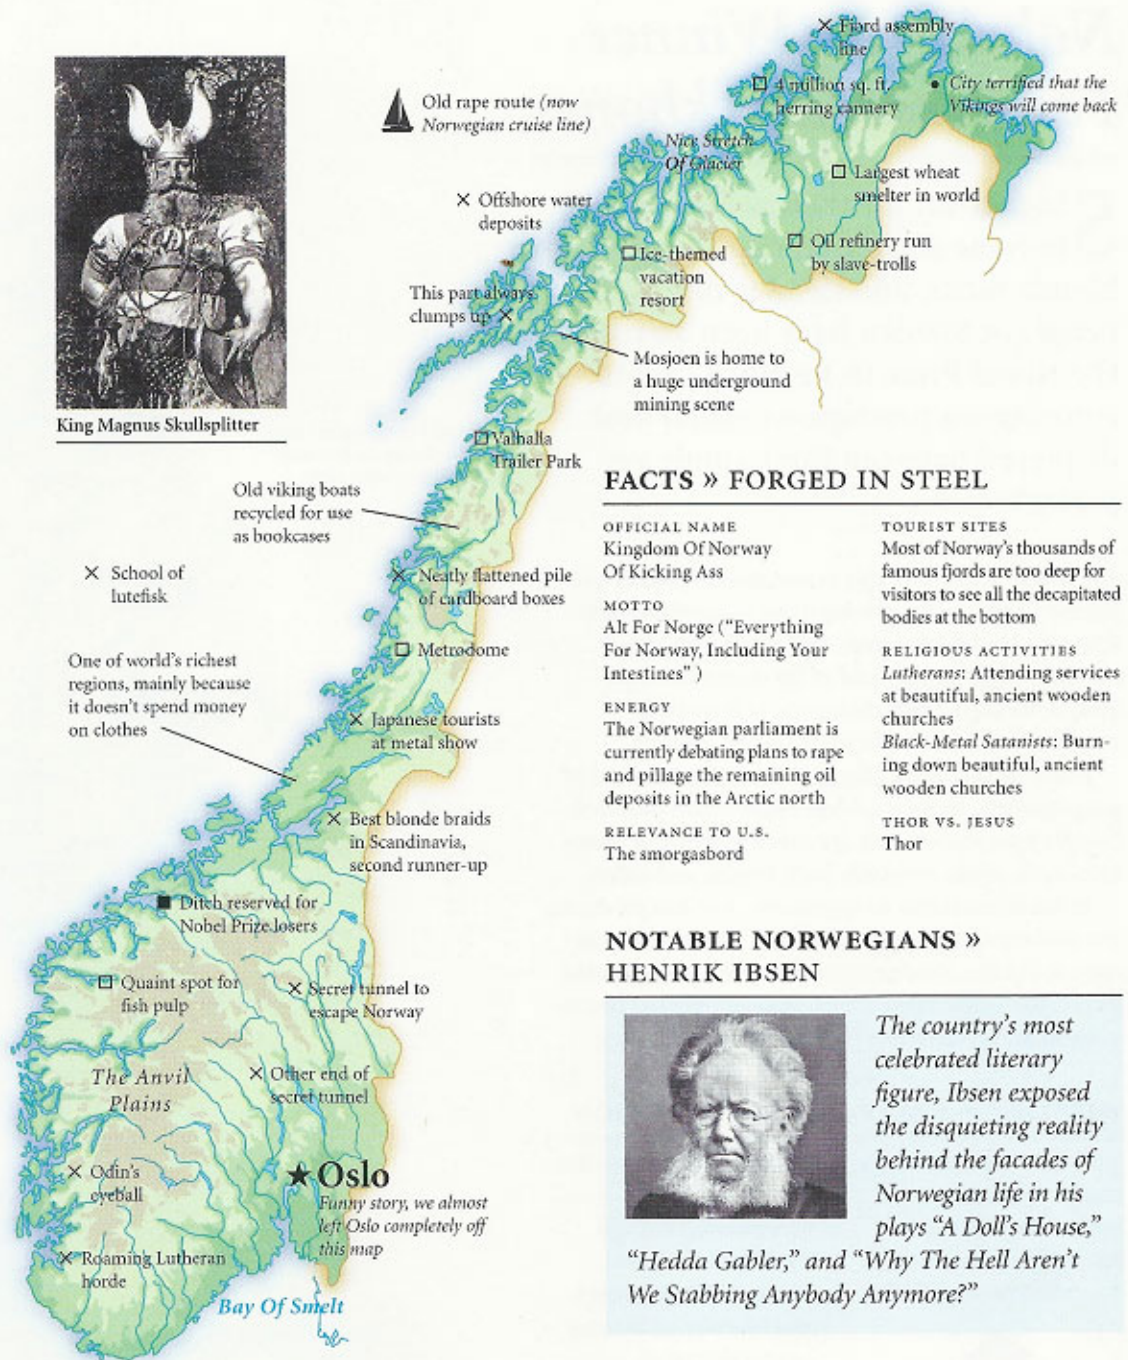 Fiord assembly
line
4 million sq. ft.
herring cannery
City terrified that the
Vikings will come back
Old rape route (now
Norwegian cruise line)
Nice Stretch
Of Glacier
Largest wheat
smelter in world
Offshore water
deposits
Oil refinery run
by slave-trolls
Ice-themed
vacation
resort
This part always
clumps up
Mosjoen is home to
a huge underground
mining scene
King Magnus Skullsplitter
Valhalla
Trailer Park
Old viking boats
recycled for use
as bookcases
School of
lutefisk
Neatly flattened pile
of cardboard boxes
Metrodome
One of world's richest
regions, mainly because
it doesn't spend money
on clothes
Japanese tourists
at metal show
Best blonde braids
in Scandinavia,
second runner-up
Ditch reserved for
Nobel Prize losers
Quaint spot for
fish pulp
Secret tunnel to
escape Norway
The Anvil
Plains
Other end of
secret tunnel
Odin's
eyeball
Oslo
Funny story, we almost
left Oslo completely off
this map
Roaming Lutheran
horde
Bay Of Smelt
FACTS » FORGED IN STEEL
OFFICIAL NAME
Kingdom Of Norway
Of Kicking Ass
MOTTO
Alt For Norge ("Everything
For Norway, Including Your
Intestines" )
ENERGY
The Norwegian parliament is
currently debating plans to rape
and pillage the remaining oil
deposits in the Arctic north
RELEVANCE TO U.S.
The smorgasbord
TOURIST SITES
Most of Norway's thousands of
famous fjords are too deep for
visitors to see all the decapitated
bodies at the bottom
RELIGIOUS ACTIVITIES
Lutherans: Attending services
at beautiful, ancient wooden
churches
Black-Metal Satanists: Burn-
ing down beautiful, ancient
wooden churches
THOR VS. JESUS
Thor
NOTABLE NORWEGIANS »
HENRIK IBSEN
The country's most
celebrated literary
figure, Ibsen exposed
the disquieting reality
behind the facades of
Norwegian life in his
plays "A Doll's House,"
"Hedda Gabler," and "Why The Hell Aren't
We Stabbing Anybody Anymore?"